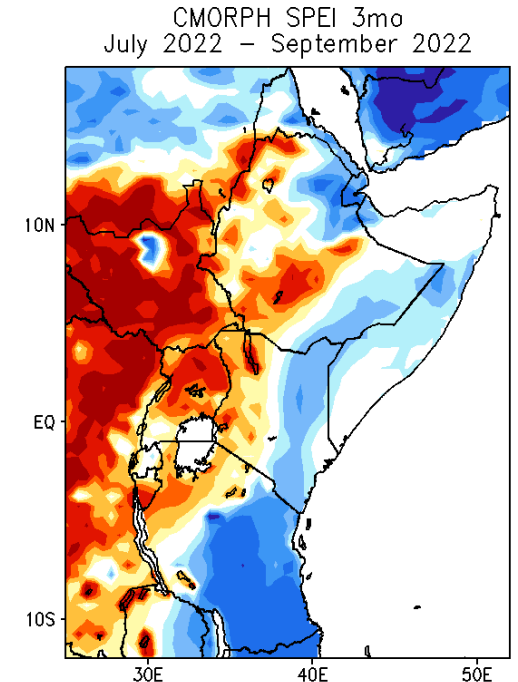 CMORPH SPEI 3mo
July 2022 – September 2022
10N
EQ
10S
30E
40E
50E